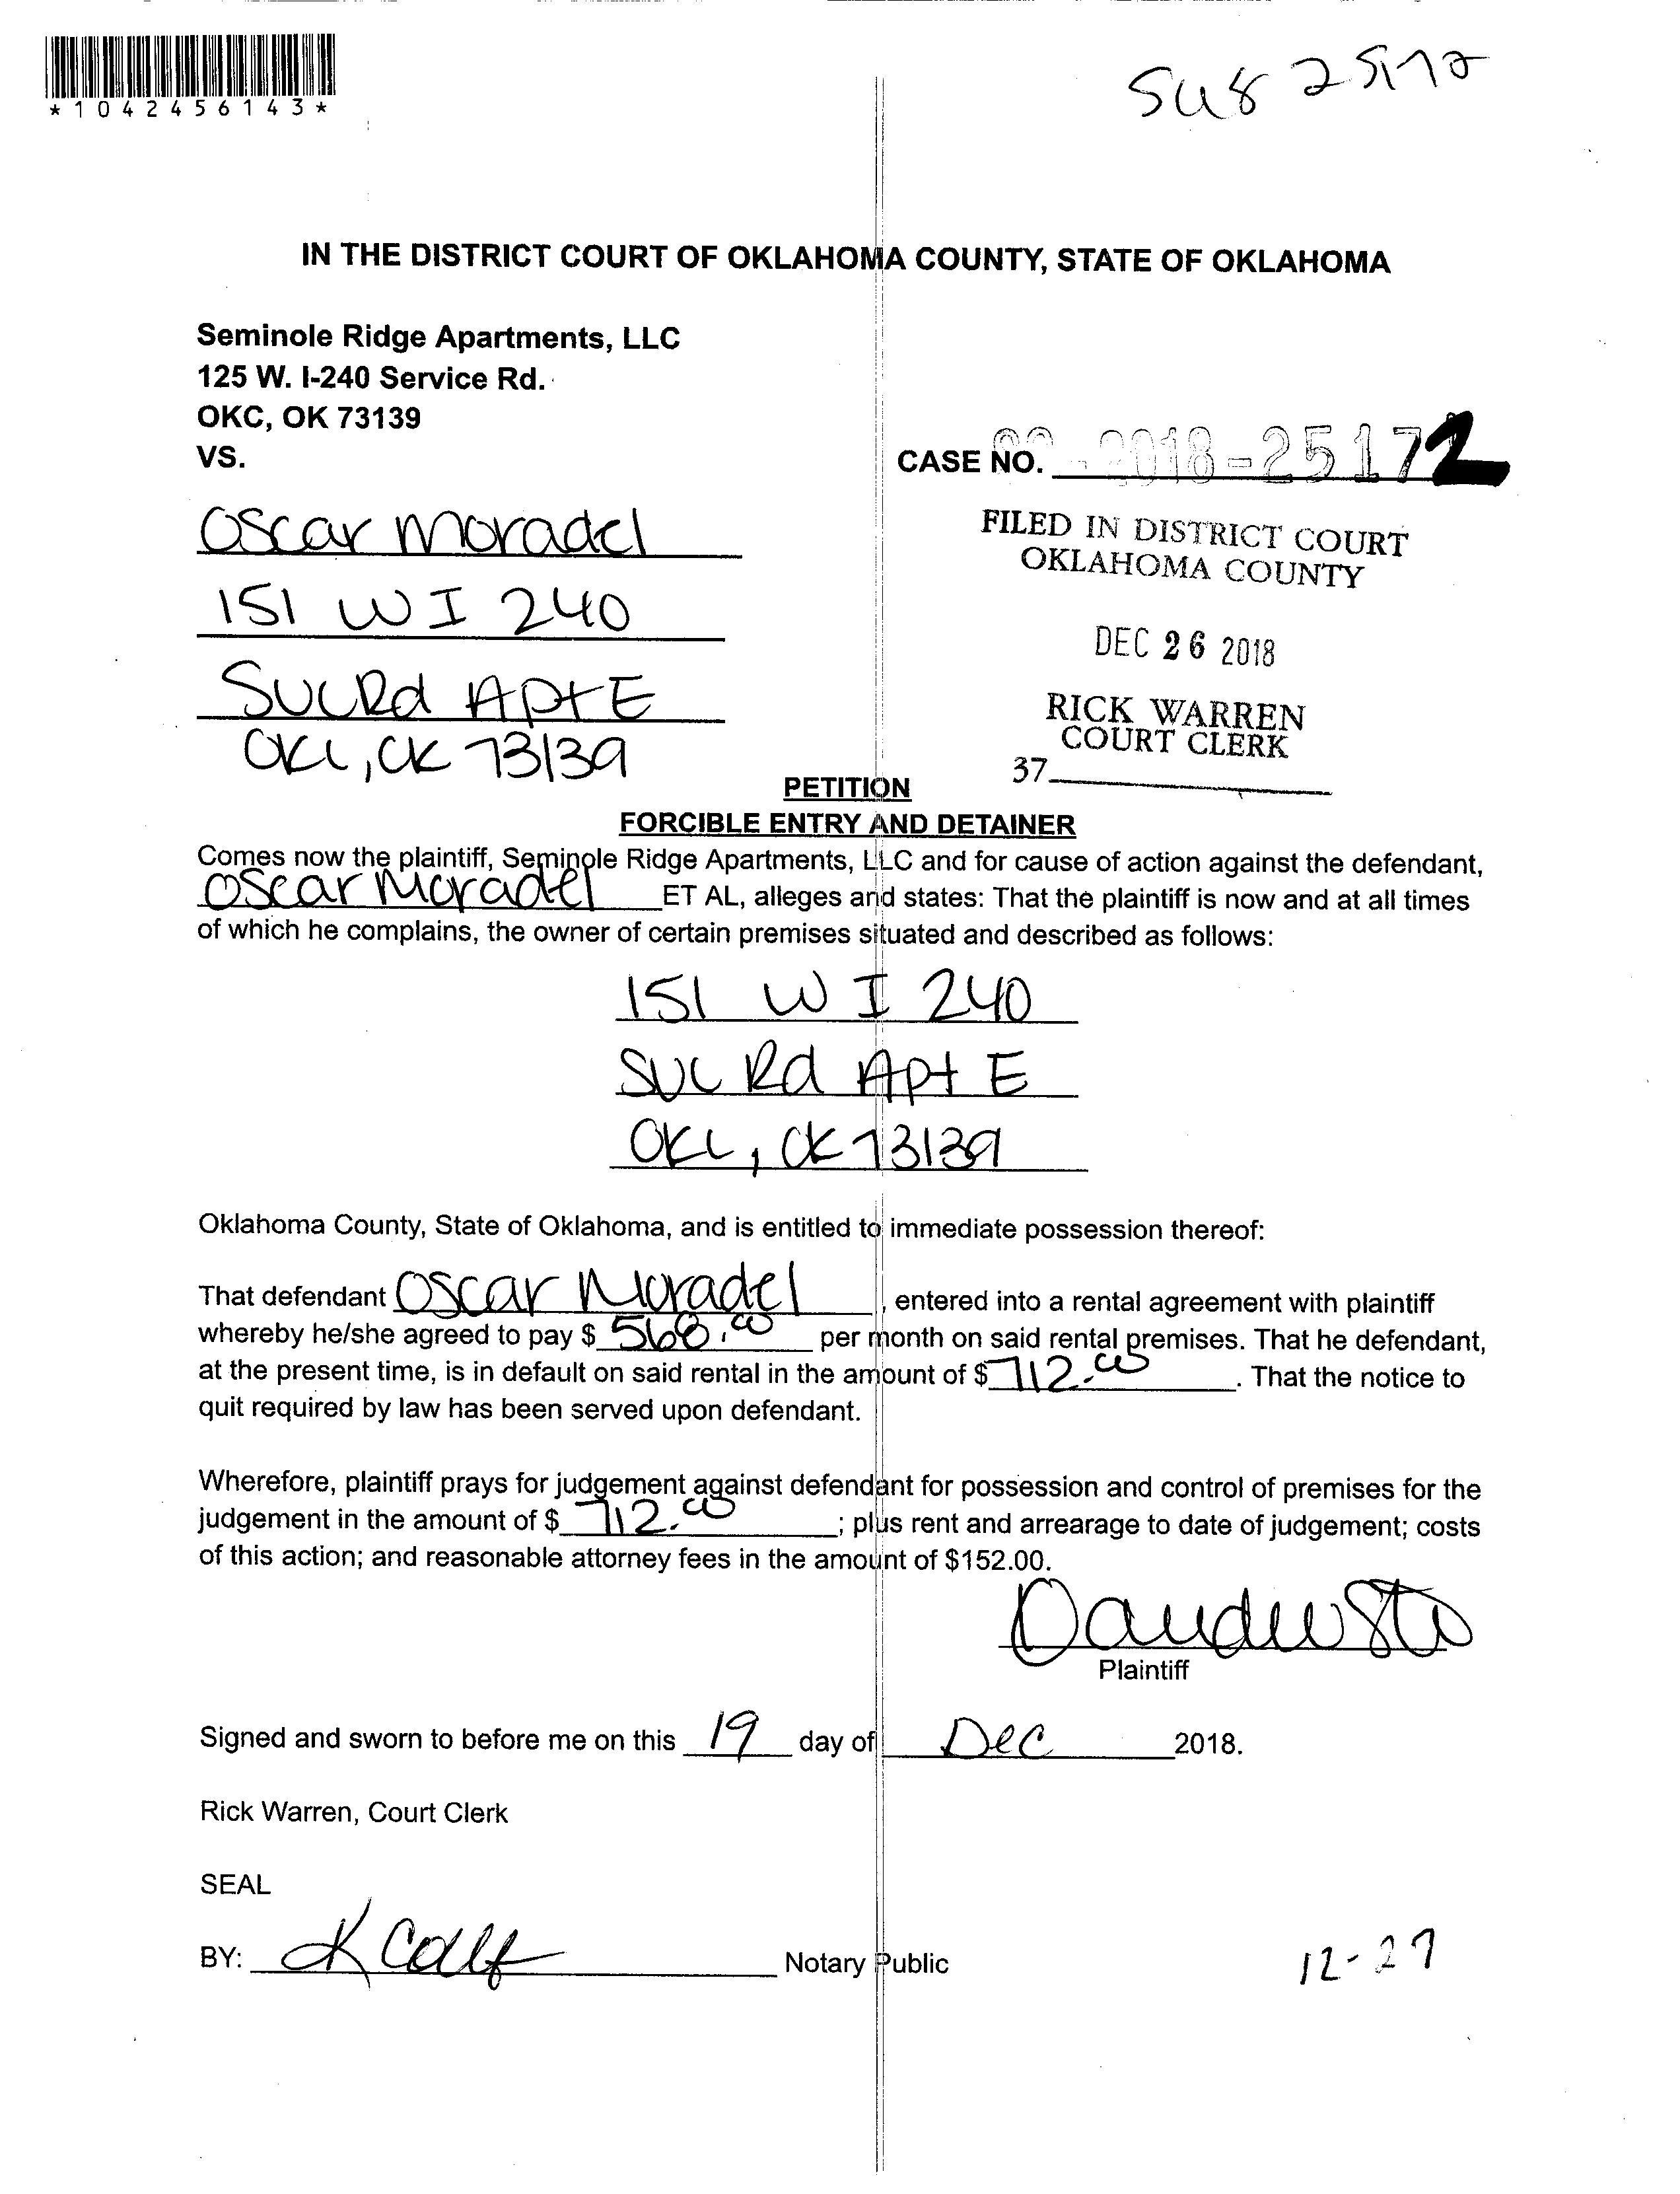 *1042456143*
IN THE DISTRICT COURT OF OKLAHOMA COUNTY, STATE OF OKLAHOMA
Seminole Ridge Apartments, LLC
125 W. I-240 Service Rd.
OKC, OK 73139
VS.
CASE NO. -2018-25172
Oscar Moradel
151 W I 240
SVC Rd Apt E
OKC, OK 73139
FILED IN DISTRICT COURT
OKLAHOMA COUNTY
DEC 26 2018
RICK WARREN
COURT CLERK
37
PETITION
FORCIBLE ENTRY AND DETAINER
Comes now the plaintiff, Seminole Ridge Apartments, LLC and for cause of action against the defendant,
Oscar Moradel ET AL, alleges and states: That the plaintiff is now and at all times
of which he complains, the owner of certain premises situated and described as follows:
151 W I 240
SVC Rd Apt E
OKC, OK 73139
Oklahoma County, State of Oklahoma, and is entitled to immediate possession thereof:
That defendant Oscar Moradel, entered into a rental agreement with plaintiff
whereby he/she agreed to pay $ 568.00 per month on said rental premises. That he defendant,
at the present time, is in default on said rental in the amount of $ 712.00. That the notice to
quit required by law has been served upon defendant.
Wherefore, plaintiff prays for judgement against defendant for possession and control of premises for the
judgement in the amount of $ 712.00; plus rent and arrearage to date of judgement; costs
of this action; and reasonable attorney fees in the amount of $152.00.
Plaintiff
Signed and sworn to before me on this 19 day of Dec 2018.
Rick Warren, Court Clerk
SEAL
BY: Notary Public
12-27